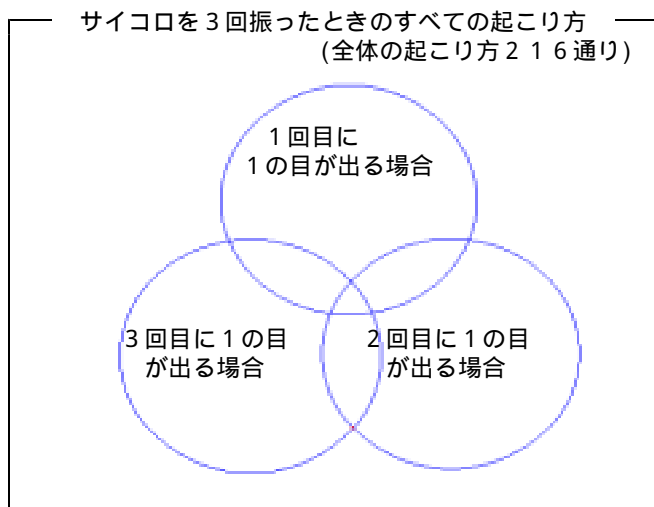 サイコロを3回振ったときのすべての起こり方
(全体の起こり方216通り)
1回目に
1の目が出る場合
3回目に1の目
が出る場合
2回目に1の目
が出る場合